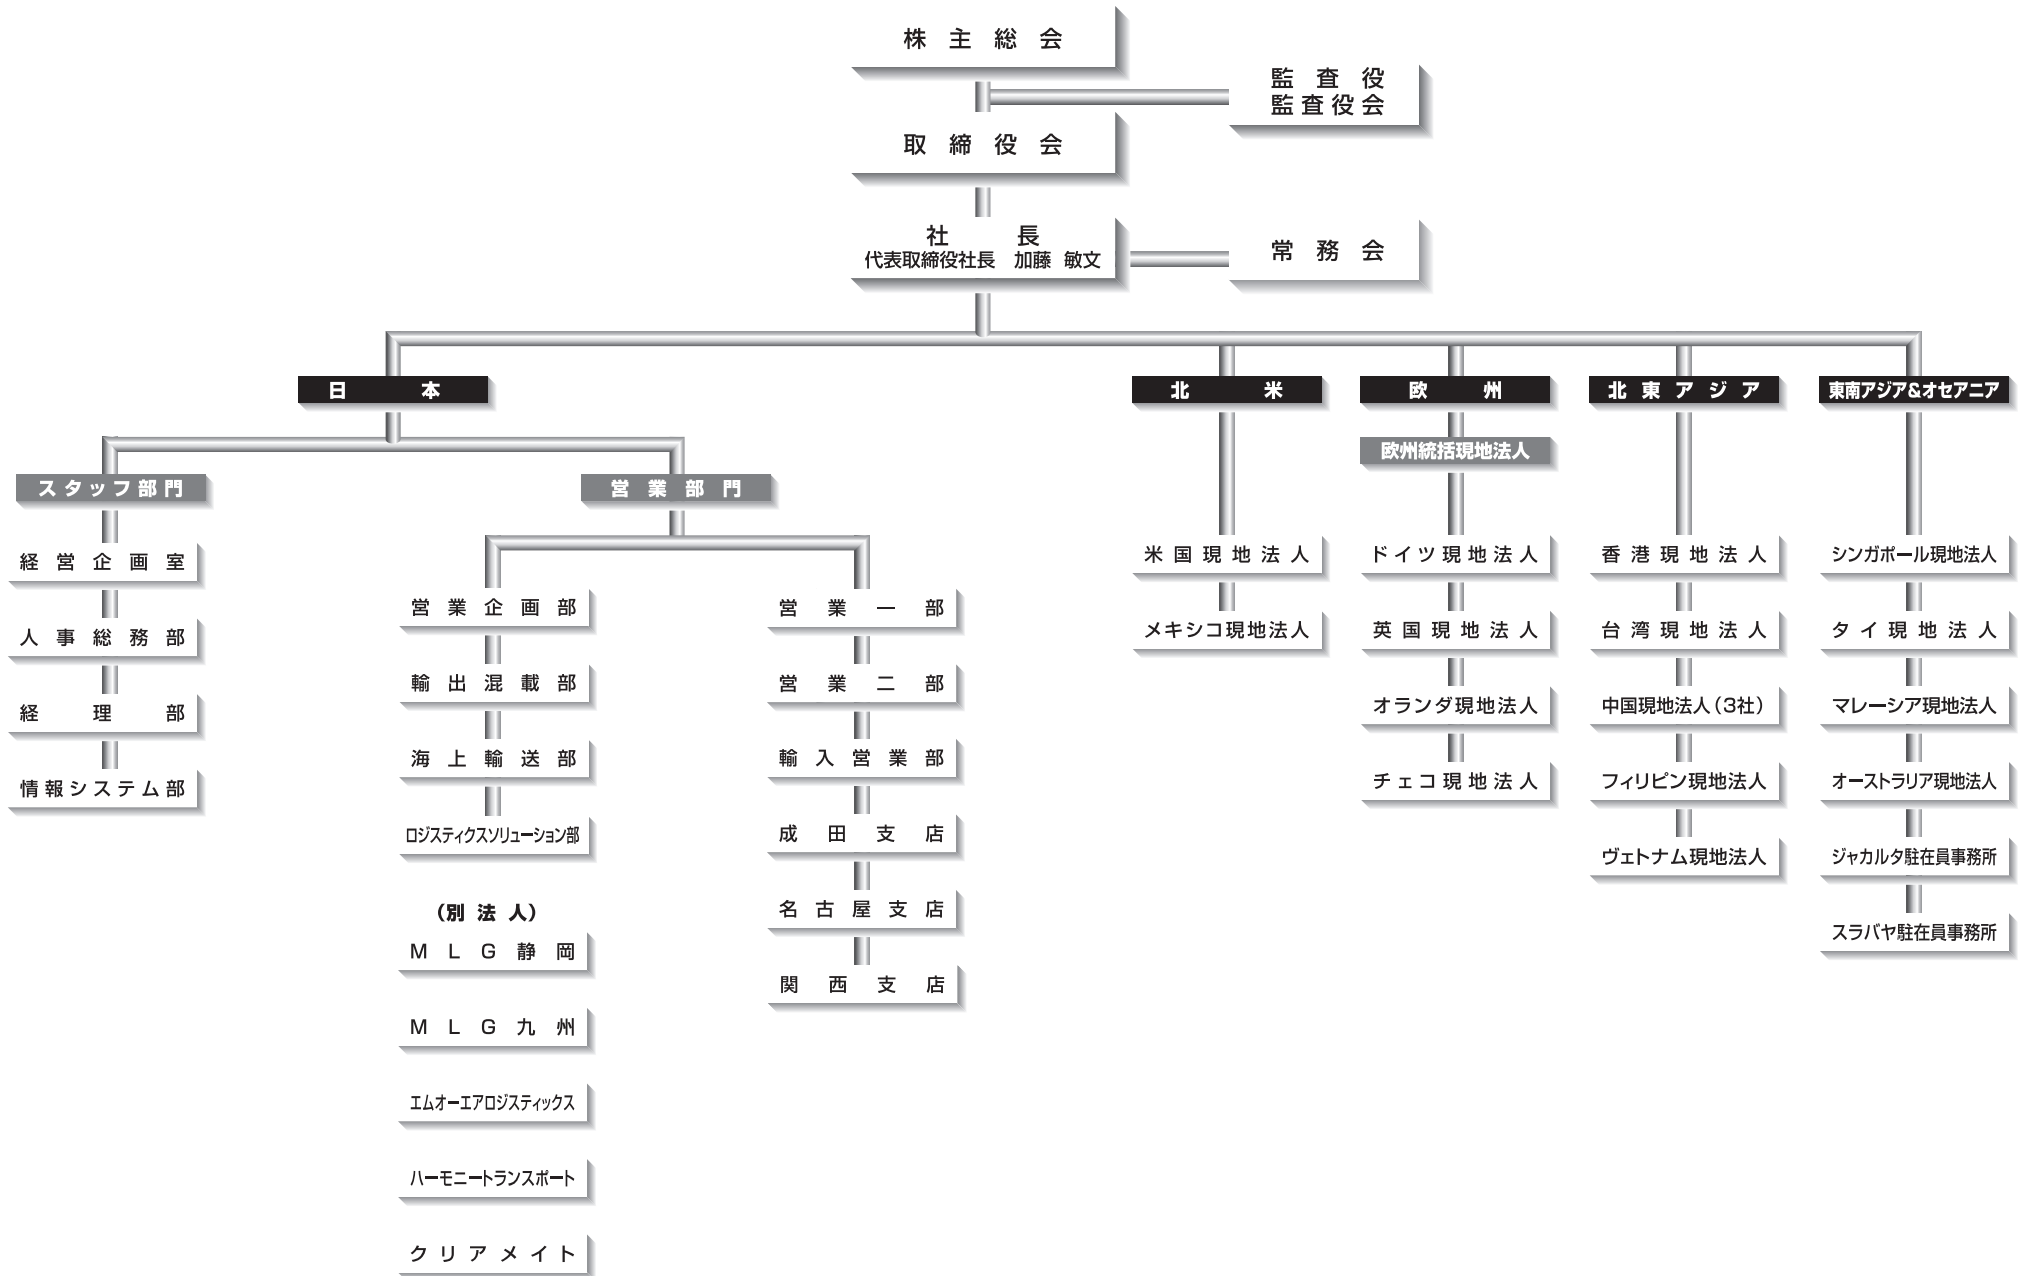 株主総会
監査役
監査役会
取締役会
社長
代表取締役社長 加藤 敏文
常務会
日本
スタッフ部門
経営企画室
人事総務部
経理部
情報システム部
営業部門
営業企画部
輸出混載部
海上輸送部
ロジスティクスソリューション部
(別法人)
MLG静岡
MLG九州
エムオーエアロジスティックス
ハーモニートランスポート
クリアメイト
営業一部
営業二部
輸入営業部
成田支店
名古屋支店
関西支店
北米
米国現地法人
メキシコ現地法人
欧州
欧州統括現地法人
ドイツ現地法人
英国現地法人
オランダ現地法人
チェコ現地法人
北東アジア
香港現地法人
台湾現地法人
中国現地法人(3社)
フィリピン現地法人
ヴェトナム現地法人
東南アジア&オセアニア
シンガポール現地法人
タイ現地法人
マレーシア現地法人
オーストラリア現地法人
ジャカルタ駐在員事務所
スラバヤ駐在員事務所